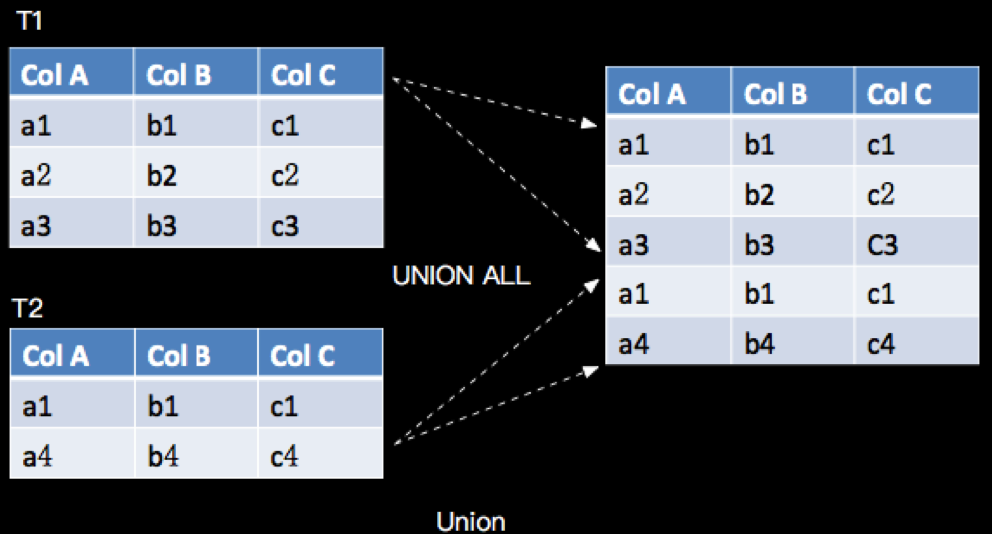 T1
Col A Col B Col C
a1 b1 c1
a2 b2 c2
a3 b3 c3
UNION ALL
T2
Col A Col B Col C
a1 b1 c1
a4 b4 c4
Col A Col B Col C
a1 b1 c1
a2 b2 c2
a3 b3 C3
a1 b1 c1
a4 b4 c4
Union